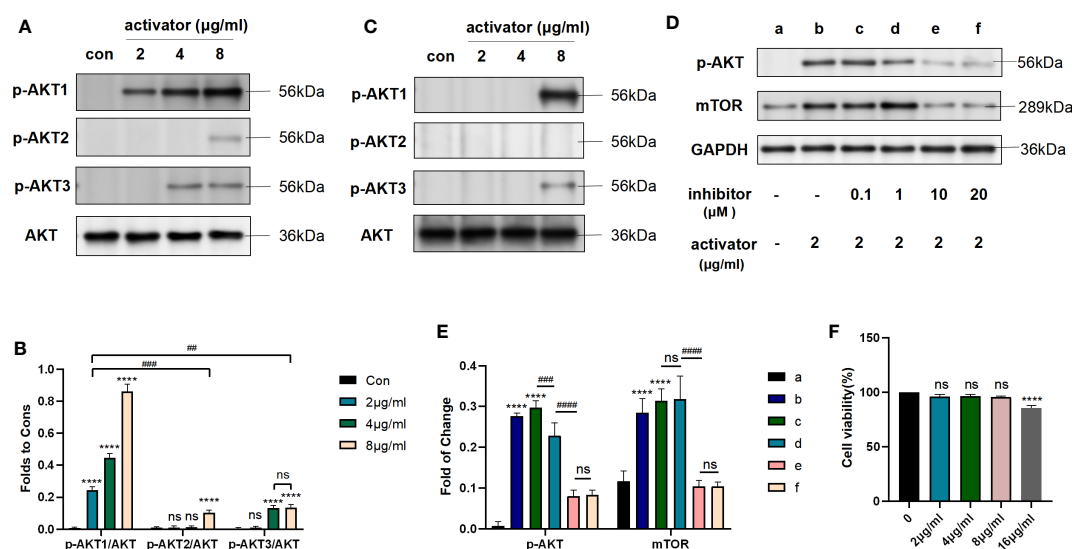 A
activator (μg/ml)
con 2 4 8
p-AKT1 56kDa
p-AKT2 56kDa
p-AKT3 56kDa
AKT 36kDa
C
activator (μg/ml)
con 2 4 8
p-AKT1 56kDa
p-AKT2 56kDa
p-AKT3 56kDa
AKT 36kDa
D
a b c d e f
p-AKT 56kDa
mTOR 289kDa
GAPDH 36kDa
inhibitor - - 0.1 1 10 20
(μM )
activator - 2 2 2 2 2
(μg/ml)
B
Folds to Cons
1.0
0.8
0.6
0.4
0.2
0.0
##
###
**** **** ****
ns ns ****
ns **** ****
ns
p-AKT1/AKT p-AKT2/AKT p-AKT3/AKT
Con
2μg/ml
4μg/ml
8μg/ml
E
Fold of Change
0.4
0.3
0.2
0.1
0.0
**** **** ### #### ns
**** **** ns #### ns
p-AKT mTOR
a
b
c
d
e
f
F
Cell viability(%)
150
100
50
0
ns ns ns ****
0 2μg/ml 4μg/ml 8μg/ml 16μg/ml